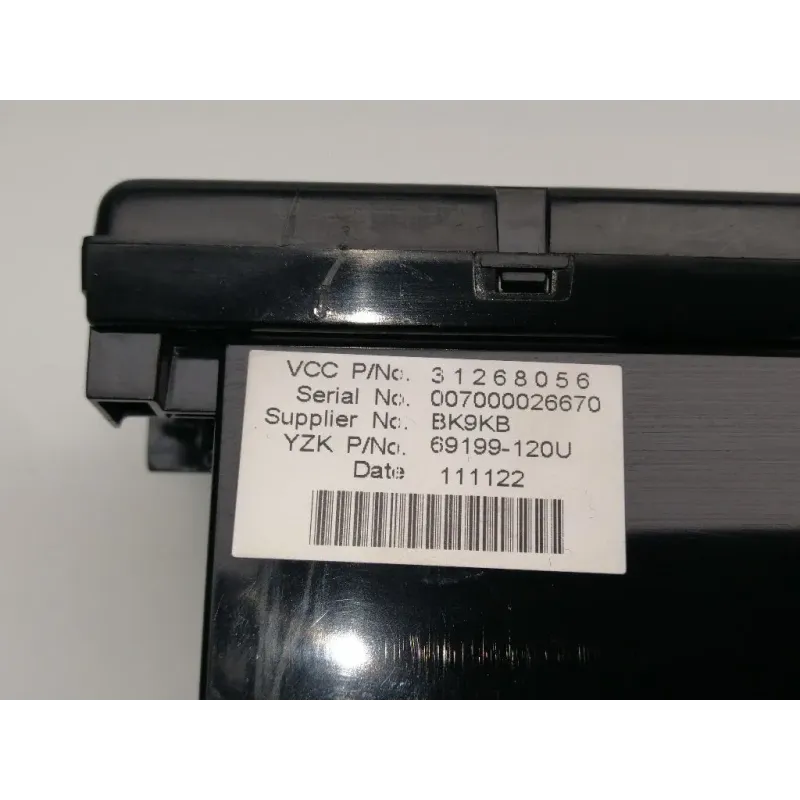 VCC P/No. 31268056
Serial No. 007000026670
Supplier No. BK9KB
YZK P/No. 69199-120U
Date 111122